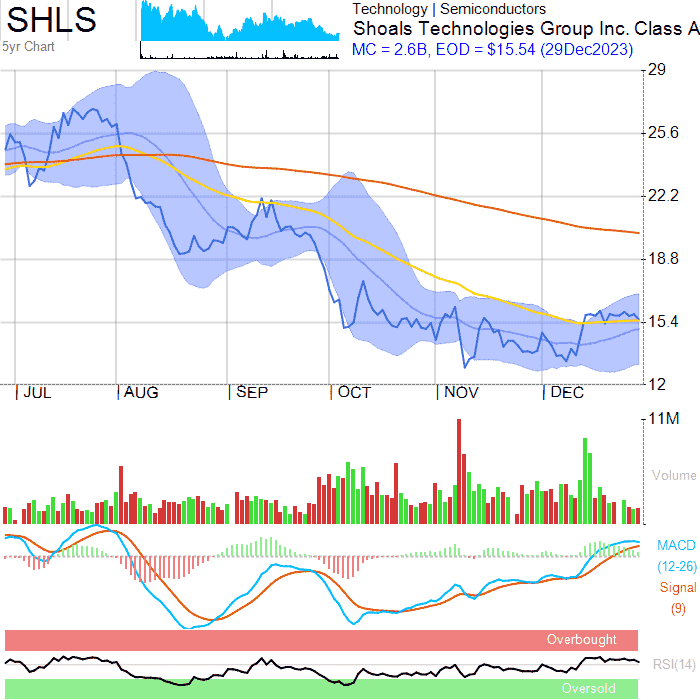 SHLS
5yr Chart
Technology | Semiconductors
Shoals Technologies Group Inc. Class A
MC = 2.6B, EOD = $15.54 (29Dec2023)
29
25.6
22.2
18.8
15.4
12
JUL AUG SEP OCT NOV DEC
11M
Volume
MACD
(12-26)
Signal
(9)
Overbought
RSI(14)
Oversold